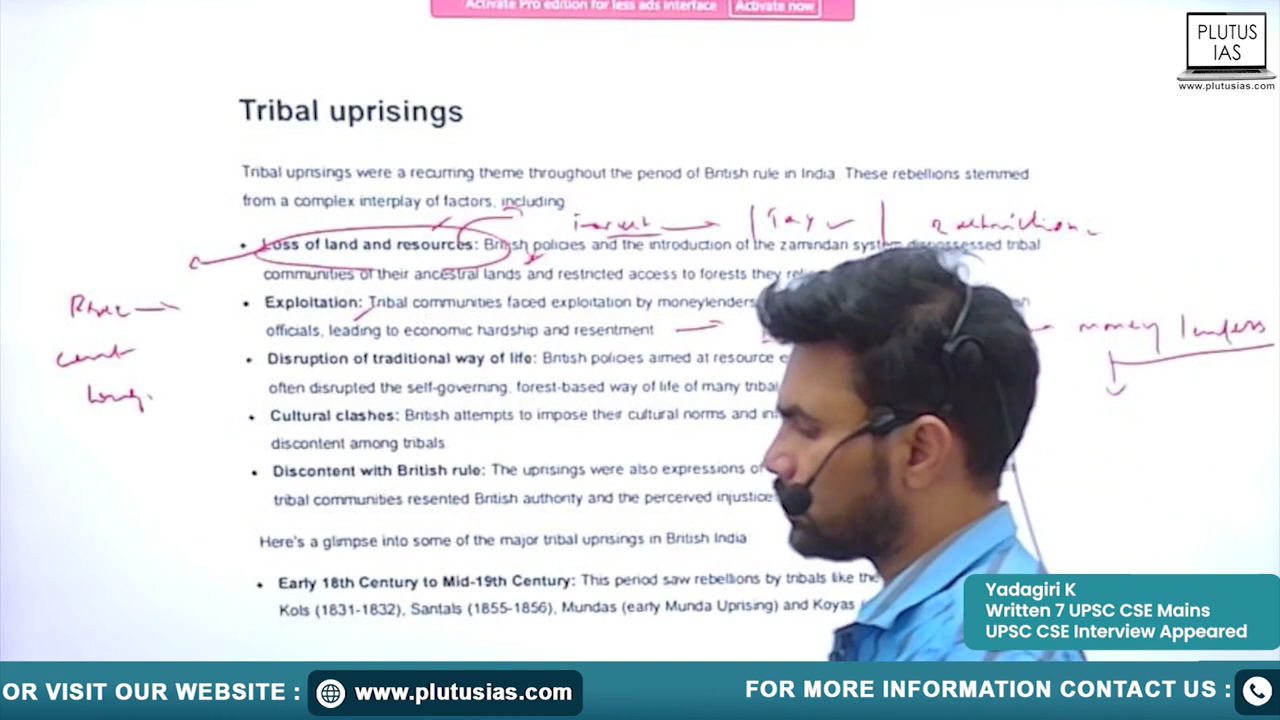 Activate Pro edition for less ads interface Activate now
PLUTUS
IAS
www.plutusias.com
Tribal uprisings
Tribal uprisings were a recurring theme throughout the period of British rule in India These rebellions stemmed
from a complex interplay of factors, including
• Loss of land and resources: British policies and the introduction of the zamindari system dispossessed tribal
communities of their ancestral lands and restricted access to forests they
• Exploitation: Tribal communities faced exploitation by moneylenders
officials, leading to economic hardship and resentment
money lenders
• Disruption of traditional way of life: British policies aimed at resource
often disrupted the self-governing, forest-based way of life of many tribal
• Cultural clashes: British attempts to impose their cultural norms and
discontent among tribals
• Discontent with British rule: The uprisings were also expressions of
tribal communities resented British authority and the perceived injustice
Here's a glimpse into some of the major tribal uprisings in British India
• Early 18th Century to Mid-19th Century: This period saw rebellions by tribals like the
Kols (1831-1832), Santals (1855-1856), Mundas (early Munda Uprising) and Koyas
Yadagiri K
Written 7 UPSC CSE Mains
UPSC CSE Interview Appeared
OR VISIT OUR WEBSITE : www.plutusias.com
FOR MORE INFORMATION CONTACT US :